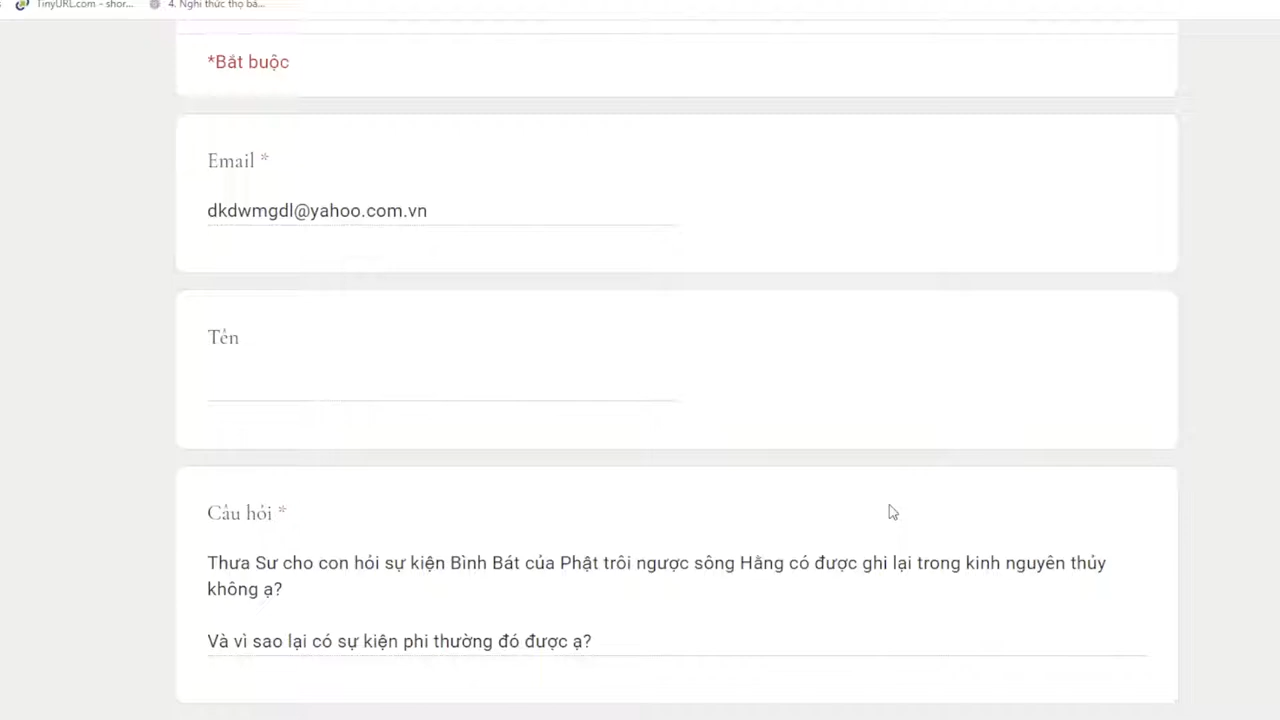 TinyURL.com - shor...
4. Nghi thức thọ bá...
*Bắt buộc
Email *
dkdwmgdl@yahoo.com.vn
Tên
Câu hỏi *
Thưa Sư cho con hỏi sự kiện Bình Bát của Phật trôi ngược sông Hằng có được ghi lại trong kinh nguyên thủy
không ạ?
Và vì sao lại có sự kiện phi thường đó được ạ?